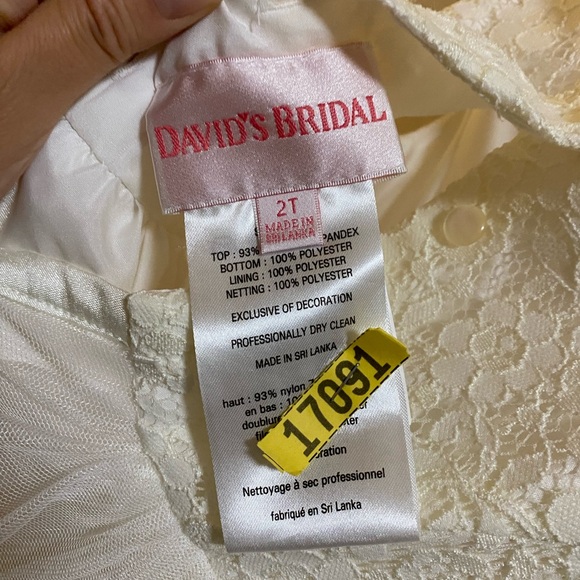 DAVID'S BRIDAL
2T
MADE IN
SRI LANKA
TOP : 93% PANDEX
BOTTOM : 100% POLYESTER
LINING : 100% POLYESTER
NETTING : 100% POLYESTER
EXCLUSIVE OF DECORATION
PROFESSIONALLY DRY CLEAN
MADE IN SRI LANKA
17091
haut : 93% nylon
en bas :
doublure
Nettoyage à sec professionnel
fabriqué en Sri Lanka